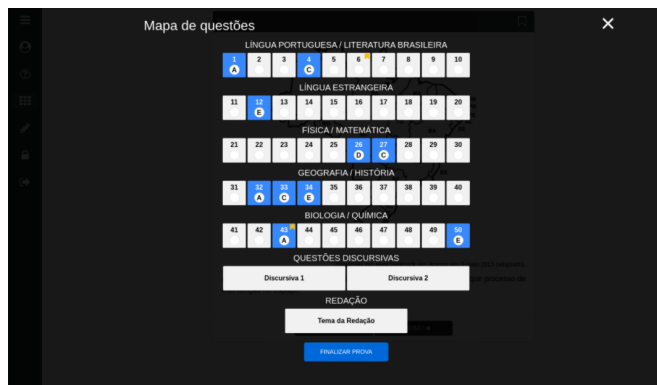 Mapa de questões ×
LÍNGUA PORTUGUESA / LITERATURA BRASILEIRA
1 2 3 4 5 6 7 8 9 10
A C
LÍNGUA ESTRANGEIRA
11 12 13 14 15 16 17 18 19 20
E
FÍSICA / MATEMÁTICA
21 22 23 24 25 26 27 28 29 30
D C
GEOGRAFIA / HISTÓRIA
31 32 33 34 35 36 37 38 39 40
A C E
BIOLOGIA / QUÍMICA
41 42 43 44 45 46 47 48 49 50
A E
QUESTÕES DISCURSIVAS
Discursiva 1 Discursiva 2
processo de
REDAÇÃO
Tema da Redação
FINALIZAR PROVA